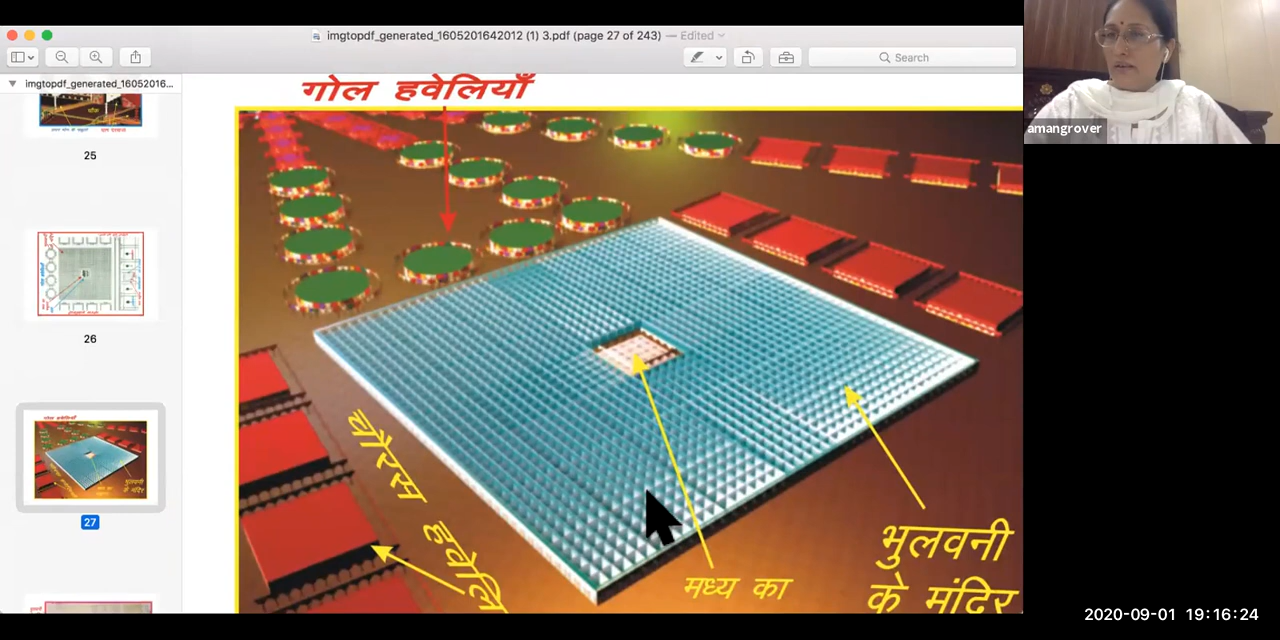 imgtopdf_generated_1605201642012 (1) 3.pdf (page 27 of 243) — Edited
Search
imgtopdf_generated_16052016...
25
26
27
गोल हवेलियाँ
चौरस हवेलि
मध्य का
भुलवनी
के मंदिर
amangrover
2020-09-01 19:16:24